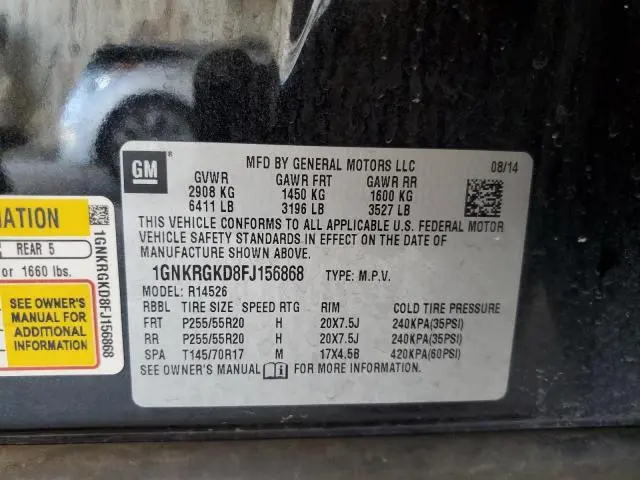 GM
MFD BY GENERAL MOTORS LLC 08/14
GVWR GAWR FRT GAWR RR
2908 KG 1450 KG 1600 KG
6411 LB 3196 LB 3527 LB
THIS VEHICLE CONFORMS TO ALL APPLICABLE U.S. FEDERAL MOTOR
VEHICLE SAFETY STANDARDS IN EFFECT ON THE DATE OF
MANUFACTURE SHOWN ABOVE.
1GNKRGKD8FJ156868 TYPE: M.P.V.
MODEL: R14526
RBBL TIRE SIZE SPEED RTG RIM COLD TIRE PRESSURE
FRT P255/55R20 H 20X7.5J 240KPA(35PSI)
RR P255/55R20 H 20X7.5J 240KPA(35PSI)
SPA T145/70R17 M 17X4.5B 420KPA(60PSI)
SEE OWNER'S MANUAL FOR MORE INFORMATION.
MATION
REAR 5
or 1660 lbs.
SEE OWNER'S
MANUAL FOR
ADDITIONAL
INFORMATION
1GNKRGKD8FJ156868